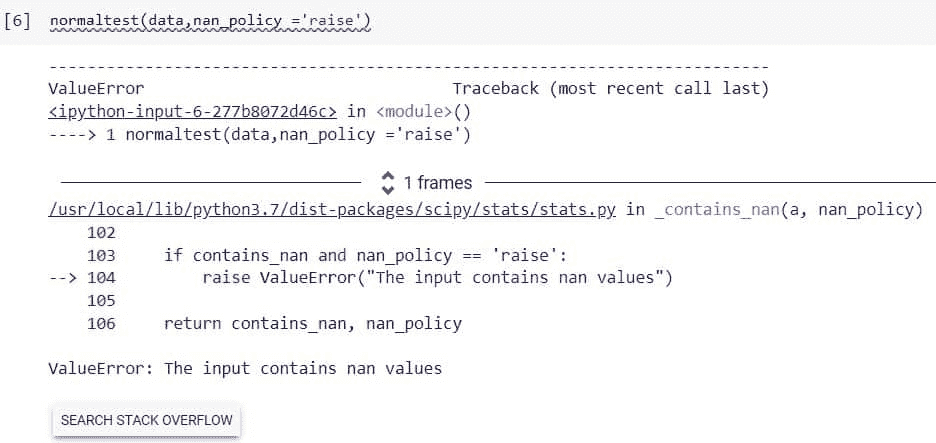 [6] normaltest(data,nan_policy ='raise')
---------------------------------------------------------------------------
ValueError                                Traceback (most recent call last)
<ipython-input-6-277b8072d46c> in <module>()
----> 1 normaltest(data,nan_policy ='raise')
1 frames
/usr/local/lib/python3.7/dist-packages/scipy/stats/stats.py in _contains_nan(a, nan_policy)
    102
    103     if contains_nan and nan_policy == 'raise':
--> 104         raise ValueError("The input contains nan values")
    105
    106     return contains_nan, nan_policy
ValueError: The input contains nan values
SEARCH STACK OVERFLOW